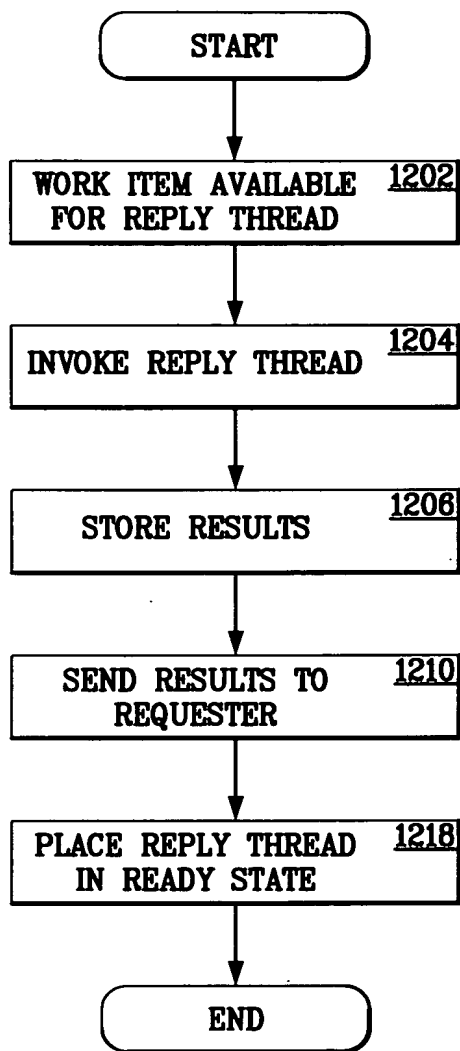 START
1202
WORK ITEM AVAILABLE
FOR REPLY THREAD
1204
INVOKE REPLY THREAD
1206
STORE RESULTS
1210
SEND RESULTS TO
REQUESTER
1218
PLACE REPLY THREAD
IN READY STATE
END